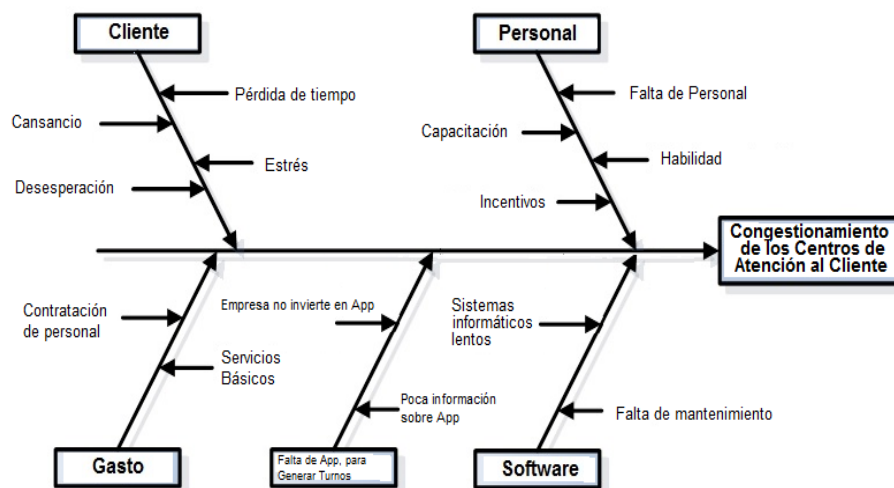 Cliente
Personal
Pérdida de tiempo
Falta de Personal
Cansancio
Capacitación
Estrés
Habilidad
Desesperación
Incentivos
Congestionamiento
de los Centros de
Atención al Cliente
Contratación
de personal
Empresa no invierte en App
Sistemas
informáticos
lentos
Servicios
Básicos
Poca información
sobre App
Falta de mantenimiento
Gasto
Falta de App, para
Generar Turnos
Software